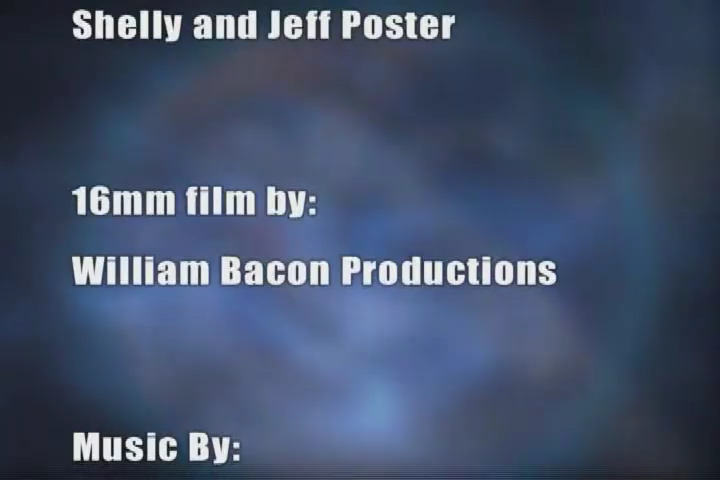 Shelly and Jeff Poster
16mm film by:
William Bacon Productions
Music By: